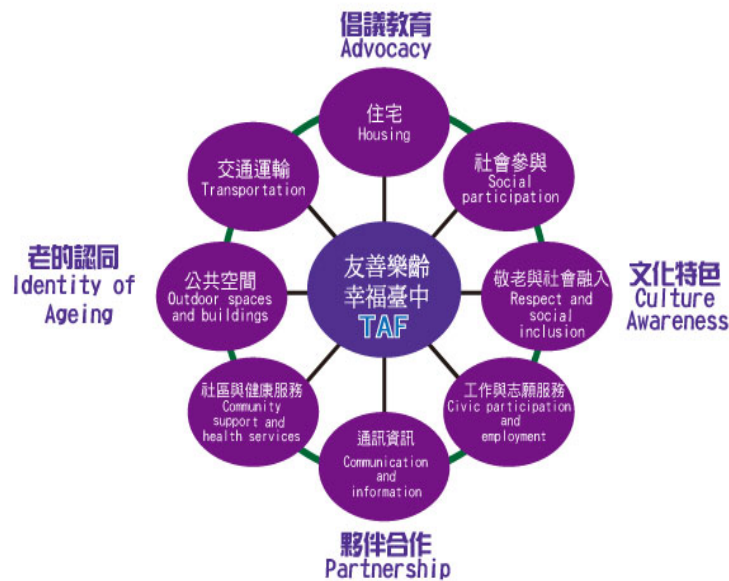 倡議教育
Advocacy
住宅
Housing
交通運輸
Transportation
社會參與
Social
participation
老的認同
Identity of
Ageing
公共空間
Outdoor spaces
and buildings
友善樂齡
幸福臺中
TAF
敬老與社會融入
Respect and
social
inclusion
文化特色
Culture
Awareness
社區與健康服務
Community
support and
health services
通訊資訊
Communication
and
information
工作與志願服務
Civic participation
and
employment
夥伴合作
Partnership